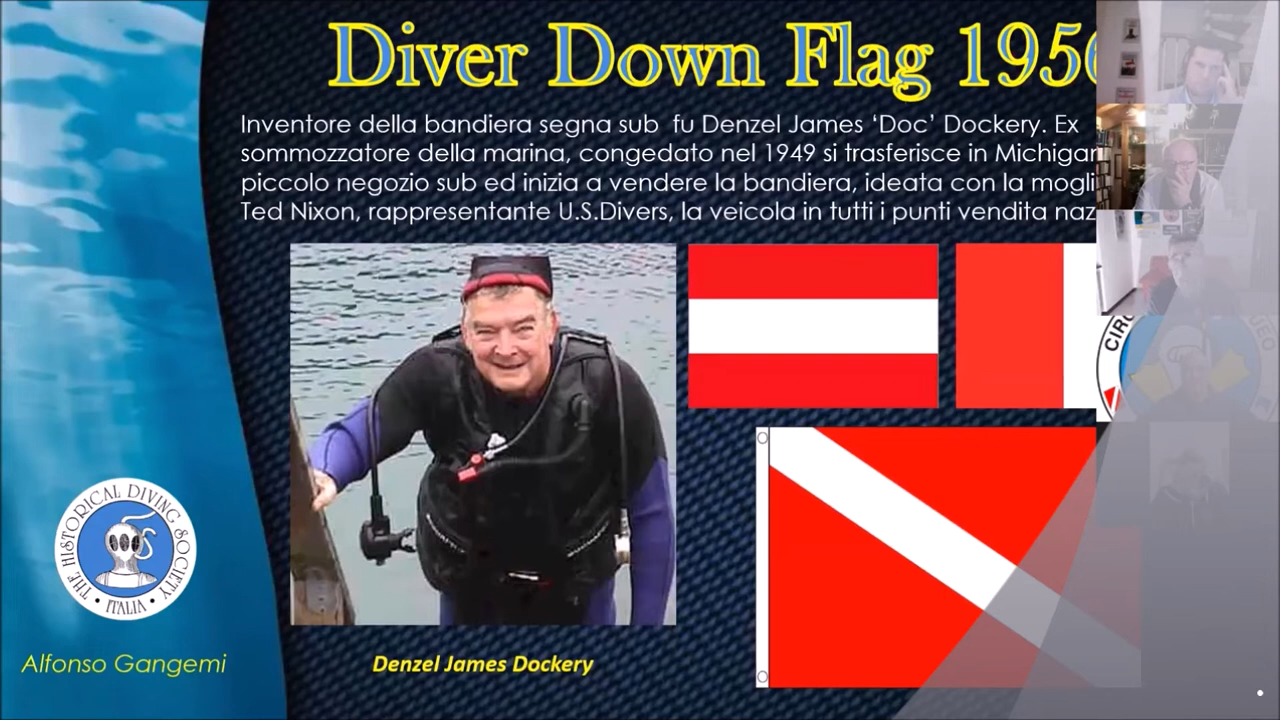 Diver Down Flag 195
Inventore della bandiera segna sub fu Denzel James ‘Doc’ Dockery. Ex
sommozzatore della marina, congedato nel 1949 si trasferisce in Michigan
piccolo negozio sub ed inizia a vendere la bandiera, ideata con la mogli
Ted Nixon, rappresentante U.S.Divers, la veicola in tutti i punti vendita naz
THE HISTORICAL DIVING SOCIETY
• ITALIA •
Alfonso Gangemi
Denzel James Dockery
CIR